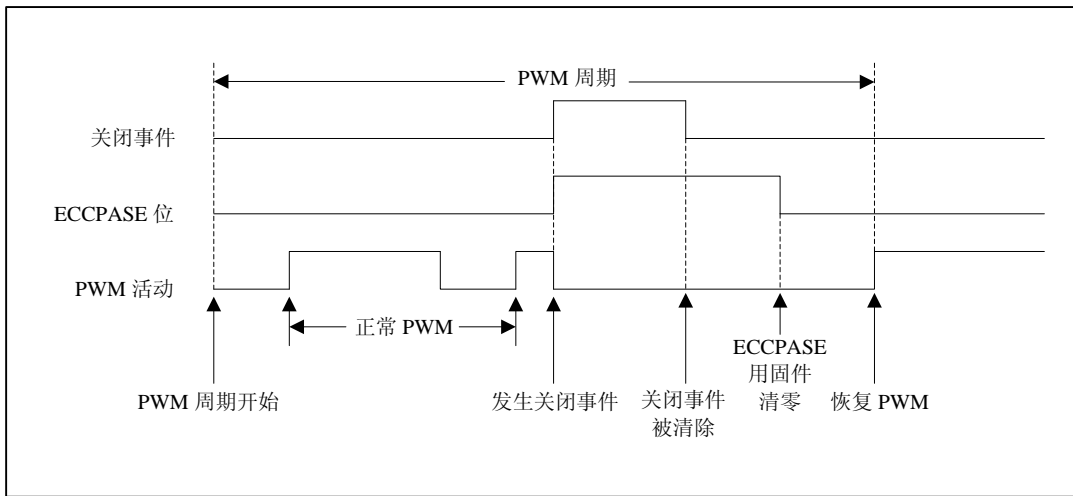 PWM 周期
关闭事件
ECCPASE 位
PWM 活动
正常 PWM
PWM 周期开始
发生关闭事件
关闭事件
被清除
ECCPASE
用固件
清零
恢复 PWM